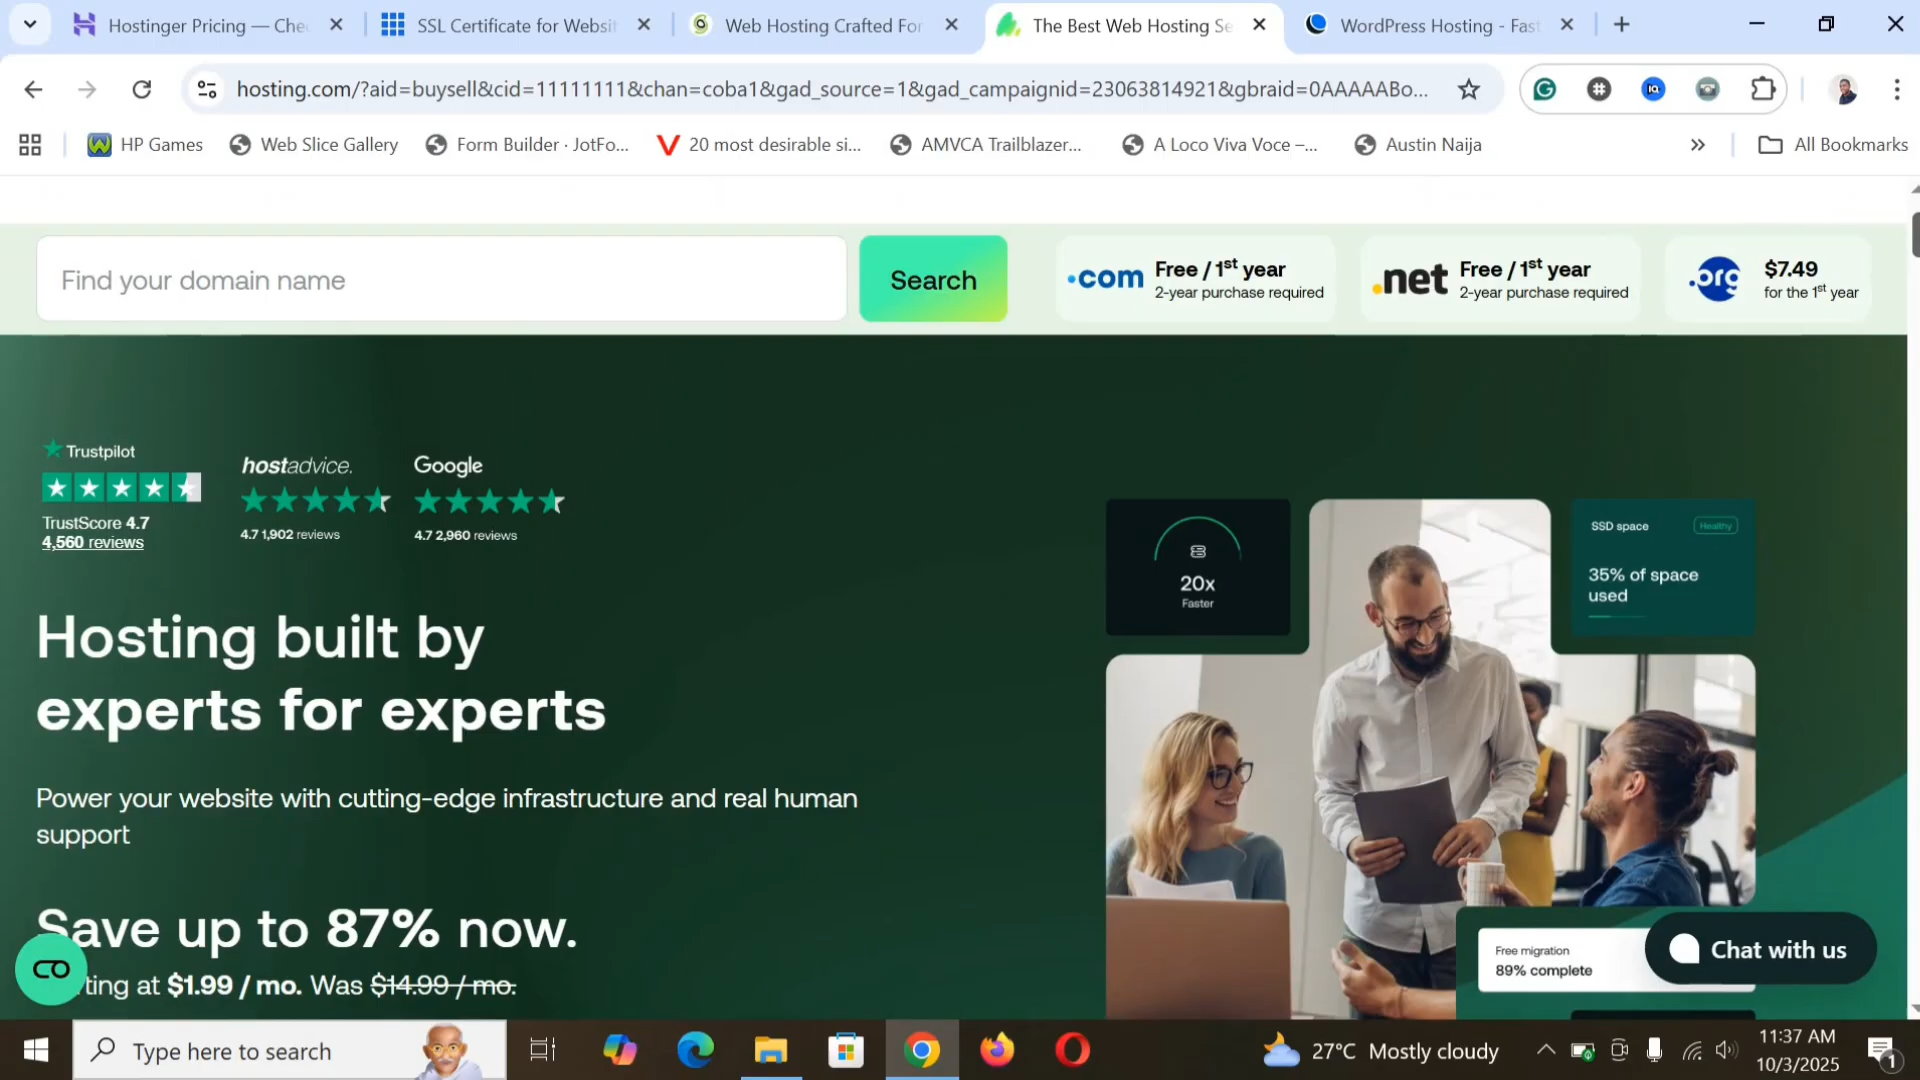 Hostinger Pricing — Che
SSL Certificate for Websi
Web Hosting Crafted For
The Best Web Hosting Se
WordPress Hosting - Fast
hosting.com/?aid=buysell&cid=11111111&chan=coba1&gad_source=1&gad_campaignid=23063814921&gbraid=0AAAAABo...
HP Games
Web Slice Gallery
Form Builder · JotFo...
20 most desirable si...
AMVCA Trailblazer...
A Loco Viva Voce –...
Austin Naija
»
All Bookmarks
Find your domain name
Search
.com
Free / 1st year
2-year purchase required
.net
Free / 1st year
2-year purchase required
.org
$7.49
for the 1st year
Trustpilot
TrustScore 4.7
4,560 reviews
hostadvice.
4.7 1,902 reviews
Google
4.7 2,960 reviews
20x
Faster
SSD space
Healthy
35% of space
used
Hosting built by
experts for experts
Power your website with cutting-edge infrastructure and real human
support
Save up to 87% now.
ting at $1.99 / mo. Was $14.99 / mo.
Free migration
89% complete
Chat with us
Type here to search
27°C Mostly cloudy
11:37 AM
10/3/2025
1